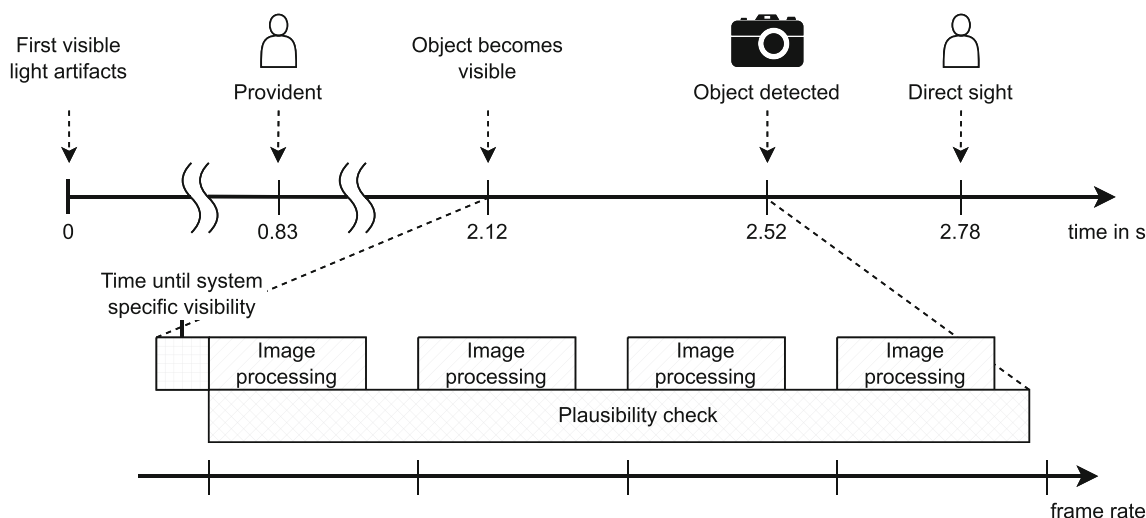 First visible
light artifacts
Provident
Object becomes
visible
Object detected
Direct sight
0
0.83
2.12
2.52
2.78
time in s
Time until system
specific visibility
Image
processing
Image
processing
Image
processing
Image
processing
Plausibility check
frame rate